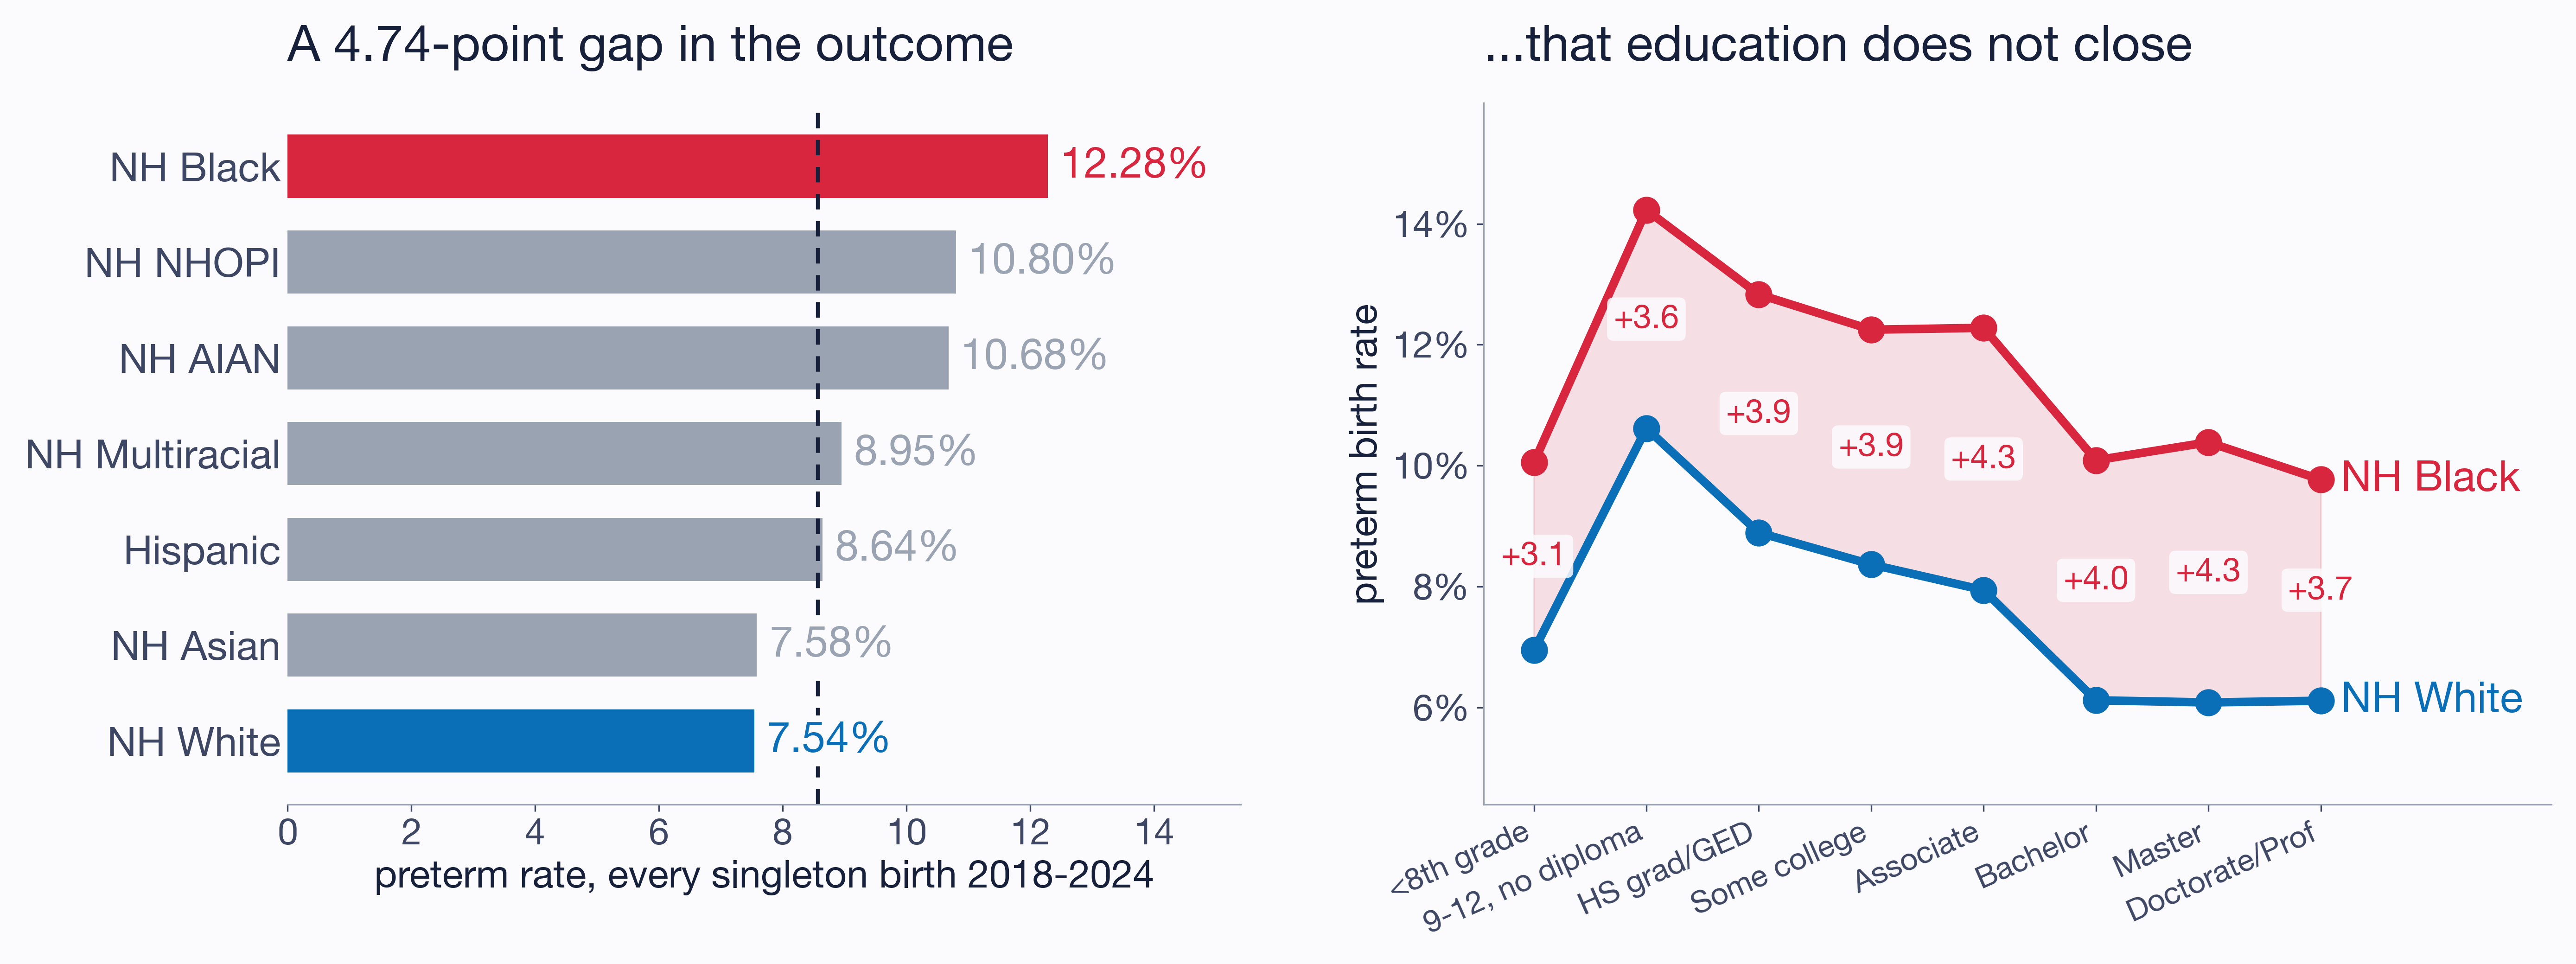 A 4.74-point gap in the outcome
NH Black
12.28%
NH NHOPI
10.80%
NH AIAN
10.68%
NH Multiracial
8.95%
Hispanic
8.64%
NH Asian
7.58%
NH White
7.54%
0 2 4 6 8 10 12 14
preterm rate, every singleton birth 2018-2024
...that education does not close
preterm birth rate
14%
12%
10%
8%
6%
+3.1
+3.6
+3.9
+3.9
+4.3
+4.0
+4.3
+3.7
NH Black
NH White
<8th grade
9-12, no diploma
HS grad/GED
Some college
Associate
Bachelor
Master
Doctorate/Prof